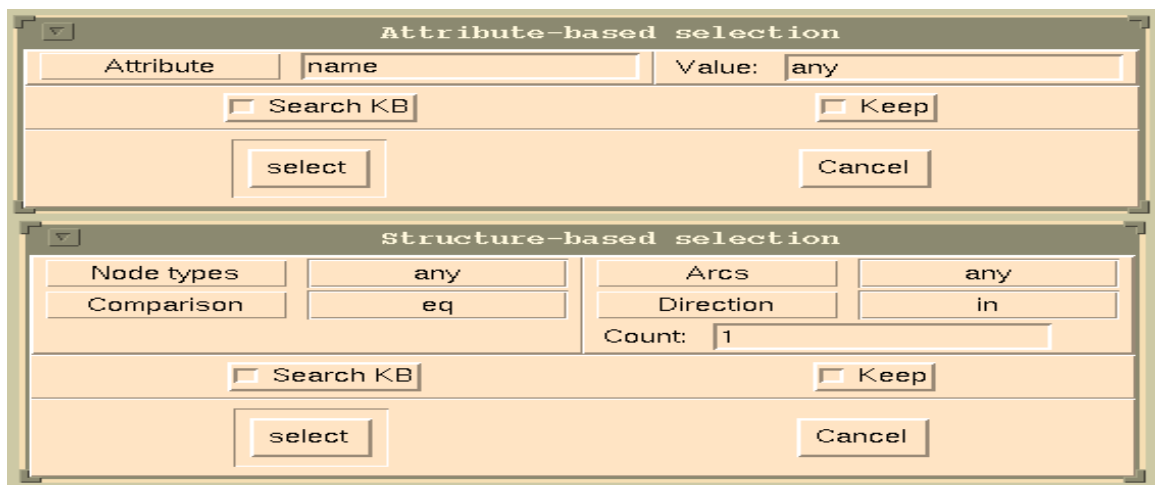 Attribute-based selection
Attribute name Value: any
Search KB Keep
select Cancel
Structure-based selection
Node types any Arcs any
Comparison eq Direction in
Count: 1
Search KB Keep
select Cancel